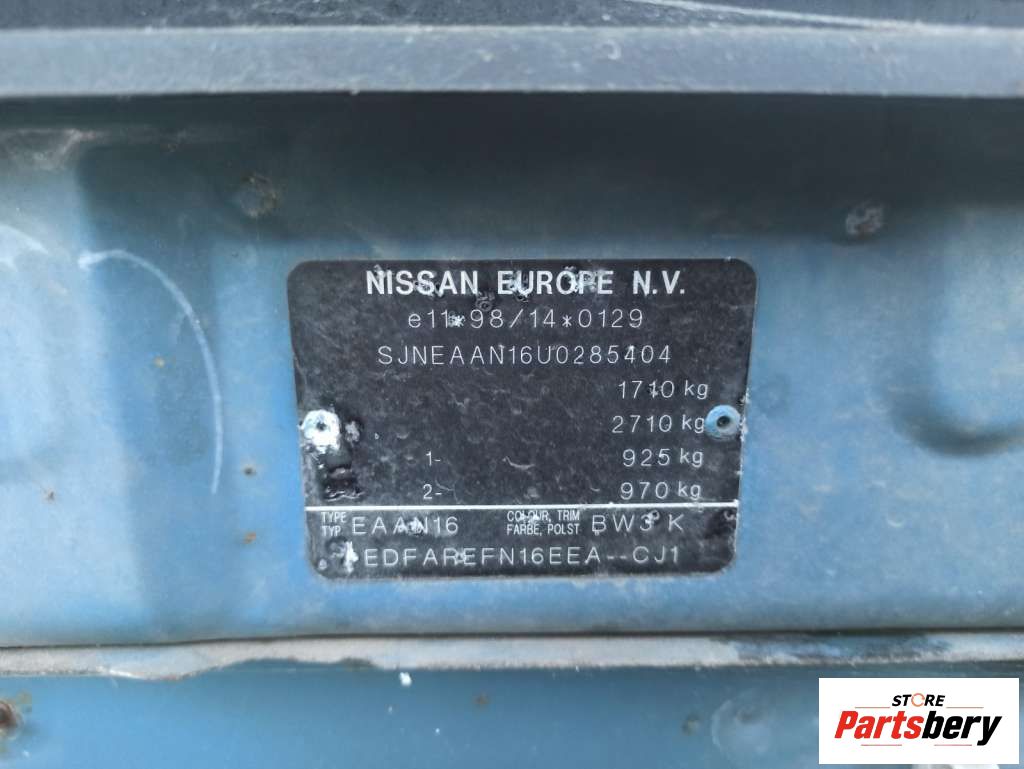 NISSAN EUROPE N.V.
e11*98/14*0129
SJNEAAN16U0285404
1710 kg
2710 kg
1- 925 kg
2- 970 kg
TYPE TYP EAAN16 COLOUR, TRIM FARBE, POLST BW3 K
EDFAREFN16EEA--CJ1
STORE
Partsbery